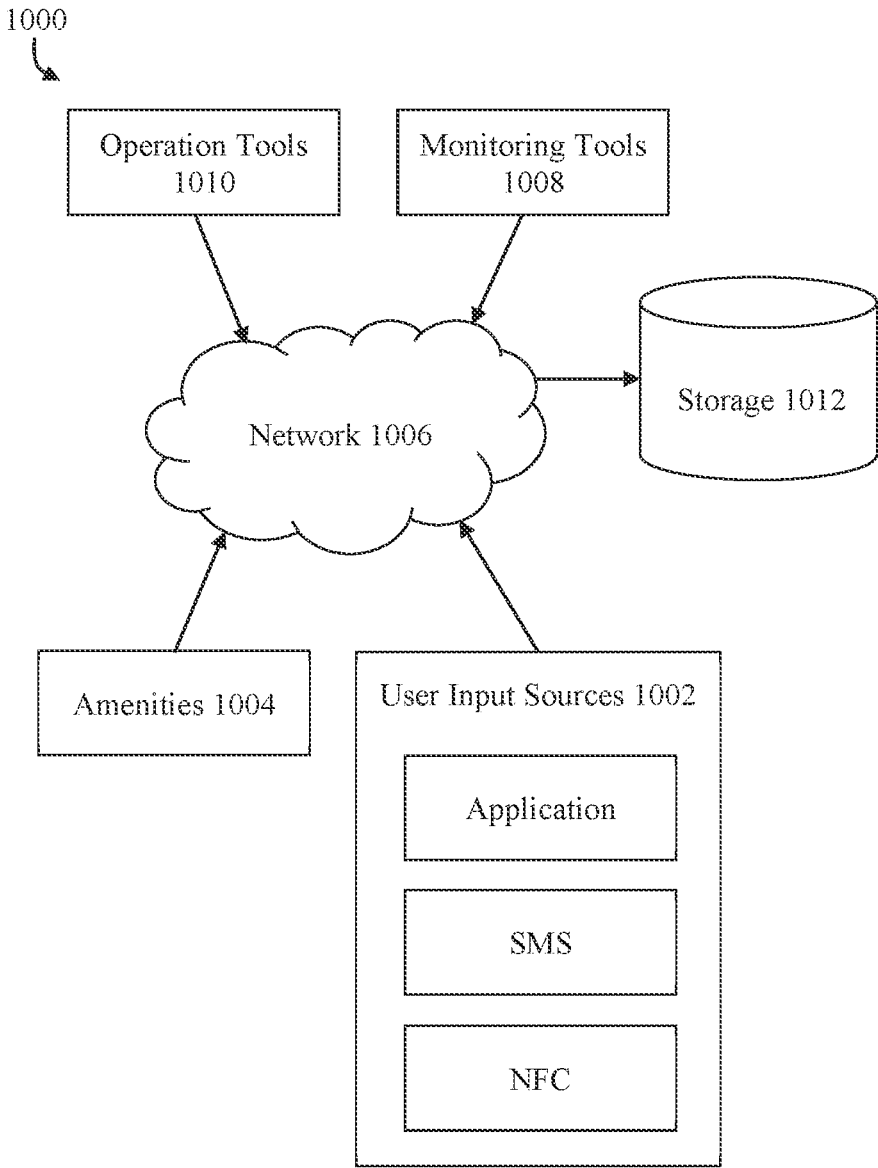 1000
Operation Tools
1010
Monitoring Tools
1008
Storage 1012
Network 1006
Amenities 1004
User Input Sources 1002
Application
SMS
NFC